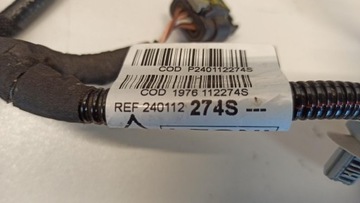 COD P240112274S
COD 1976 112274S
REF 240112 274S ---